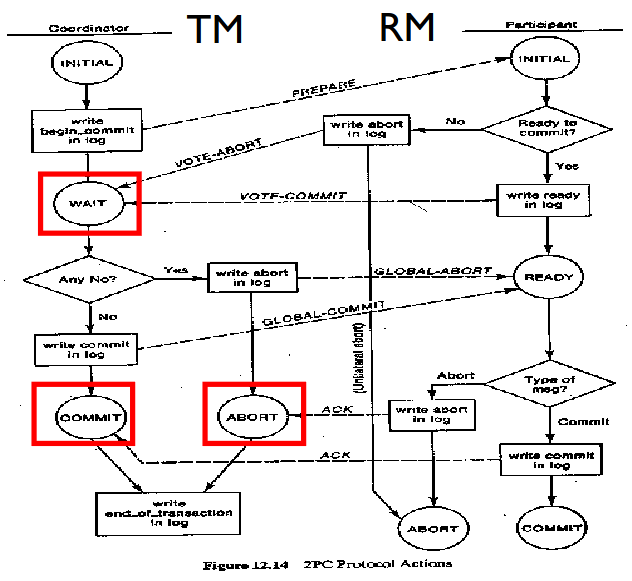 Coordinator
TM
RM
Participant
INITIAL
INITIAL
PREPARE
write
begin_commit
in log
write abort
in log
No
Ready to
commit?
VOTE-ABORT
Yes
WAIT
VOTE-COMMIT
write ready
in log
Any No?
Yes
write abort
in log
GLOBAL-ABORT
READY
No
GLOBAL-COMMIT
write commit
in log
(Unilateral abort)
Abort
Type of
msg?
COMMIT
ABORT
ACK
write abort
in log
Commit
ACK
write commit
in log
write
end_of_transaction
in log
ABORT
COMMIT
Figure 12.14 2PC Protocol Actions